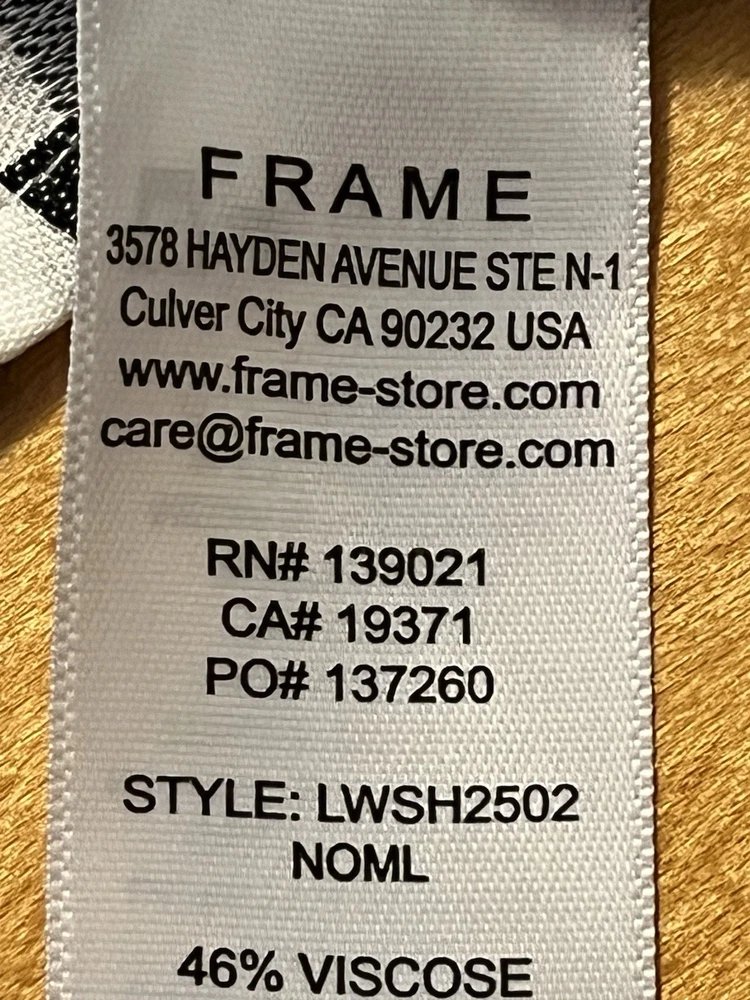 FRAME
3578 HAYDEN AVENUE STE N-1
Culver City CA 90232 USA
www.frame-store.com
care@frame-store.com
RN# 139021
CA# 19371
PO# 137260
STYLE: LWSH2502
NOML
46% VISCOSE